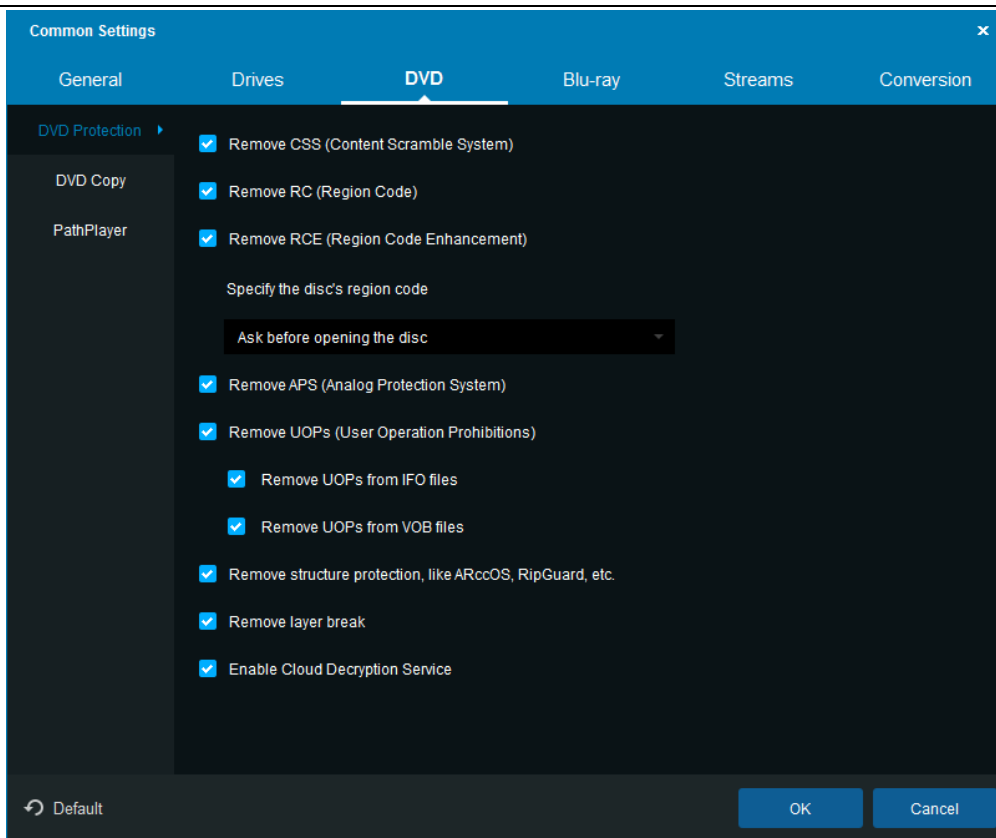 Common Settings
x
General Drives DVD Blu-ray Streams Conversion
DVD Protection
DVD Copy
PathPlayer
Remove CSS (Content Scramble System)
Remove RC (Region Code)
Remove RCE (Region Code Enhancement)
Specify the disc's region code
Ask before opening the disc
Remove APS (Analog Protection System)
Remove UOPs (User Operation Prohibitions)
Remove UOPs from IFO files
Remove UOPs from VOB files
Remove structure protection, like ARccOS, RipGuard, etc.
Remove layer break
Enable Cloud Decryption Service
Default
OK
Cancel